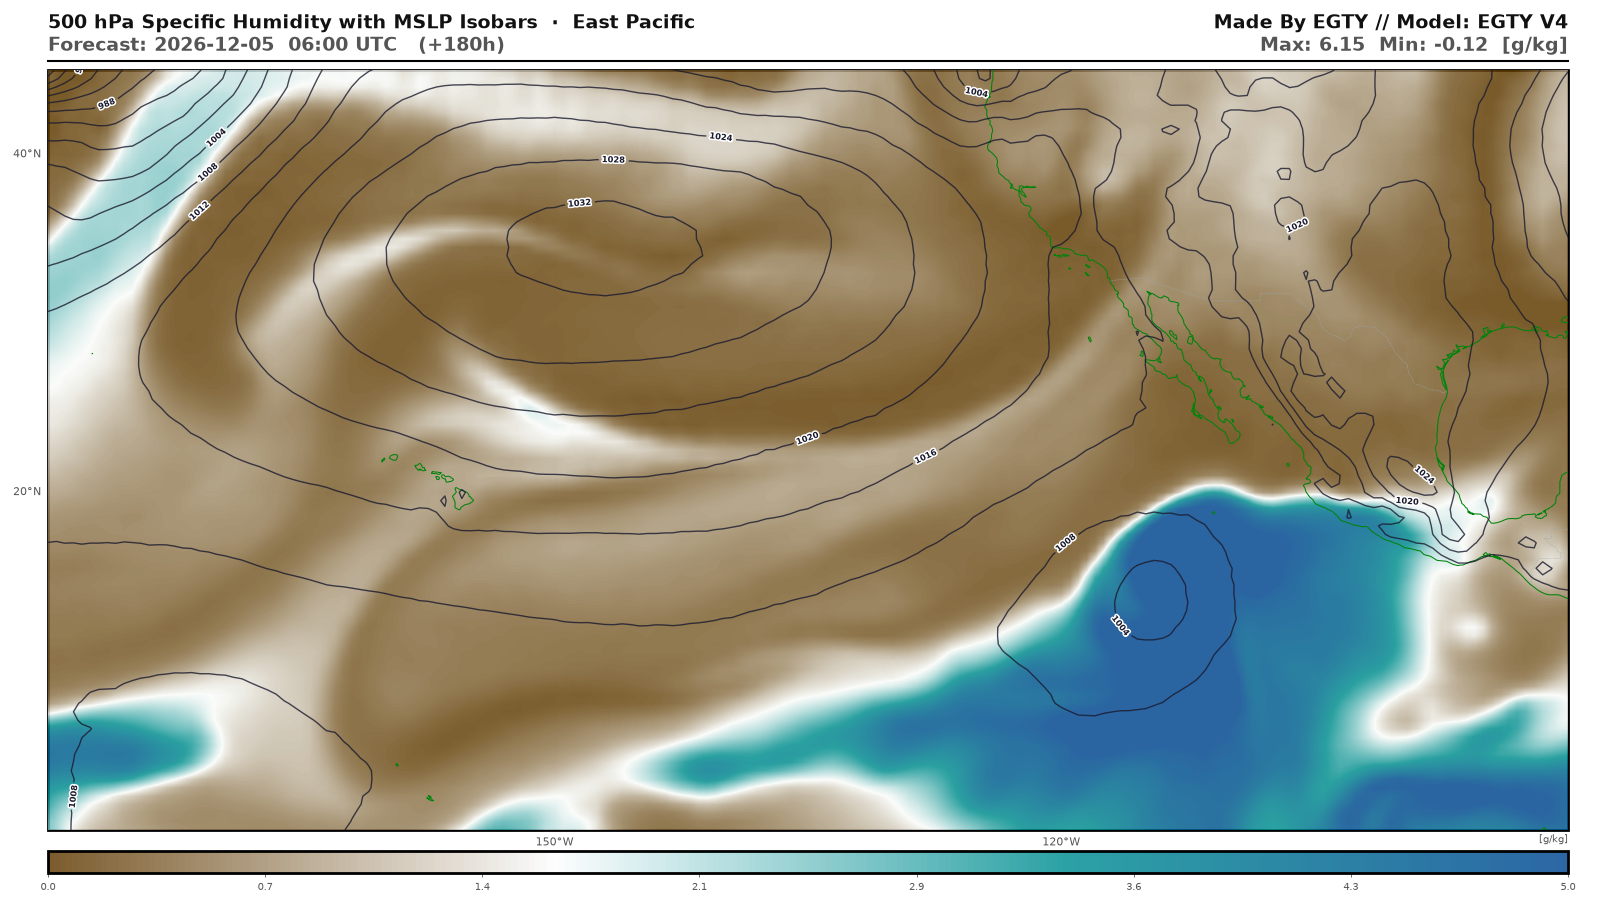 500 hPa Specific Humidity with MSLP Isobars · East Pacific
Made By EGTY // Model: EGTY V4
Forecast: 2026-12-05 06:00 UTC (+180h)
Max: 6.15 Min: -0.12 [g/kg]
988
1004
1004
1024
40°N
1008
1028
1012
1032
1020
1020
1016
1024
20°N
1020
1008
1004
1008
150°W
120°W
[g/kg]
0.0
0.7
1.4
2.1
2.9
3.6
4.3
5.0